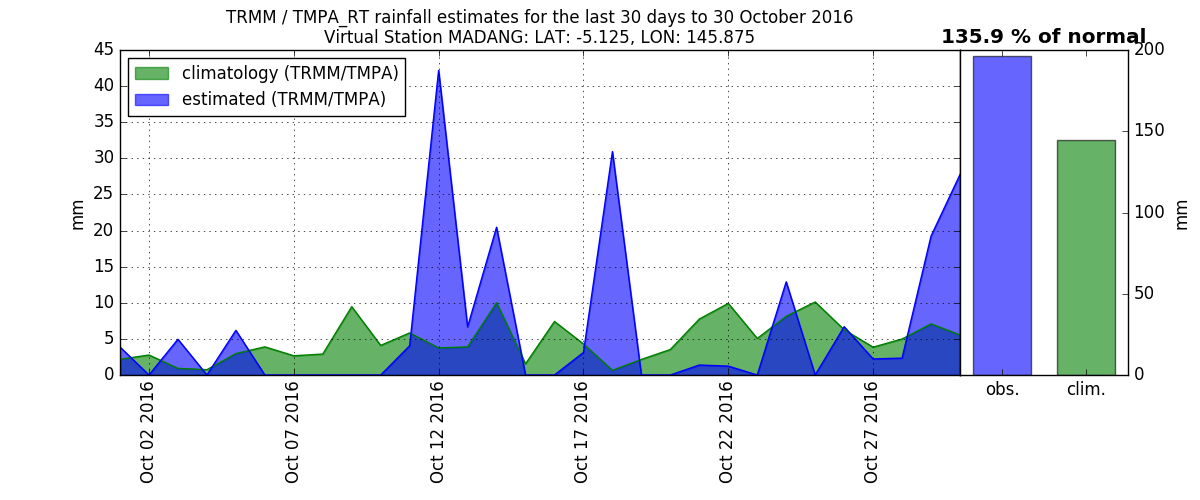 TRMM / TMPA_RT rainfall estimates for the last 30 days to 30 October 2016
Virtual Station MADANG: LAT: -5.125, LON: 145.875
135.9 % of normal
climatology (TRMM/TMPA)
estimated (TRMM/TMPA)
mm
45
40
35
30
25
20
15
10
5
0
Oct 02 2016
Oct 07 2016
Oct 12 2016
Oct 17 2016
Oct 22 2016
Oct 27 2016
obs.
clim.
200
150
100
50
0
mm